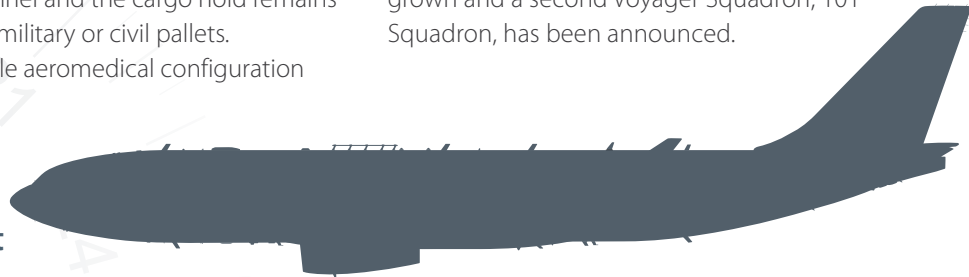 nnel and the cargo hold remains
military or civil pallets.
le aeromedical configuration
grown and a second Voyager Squadron, 101
Squadron, has been announced.